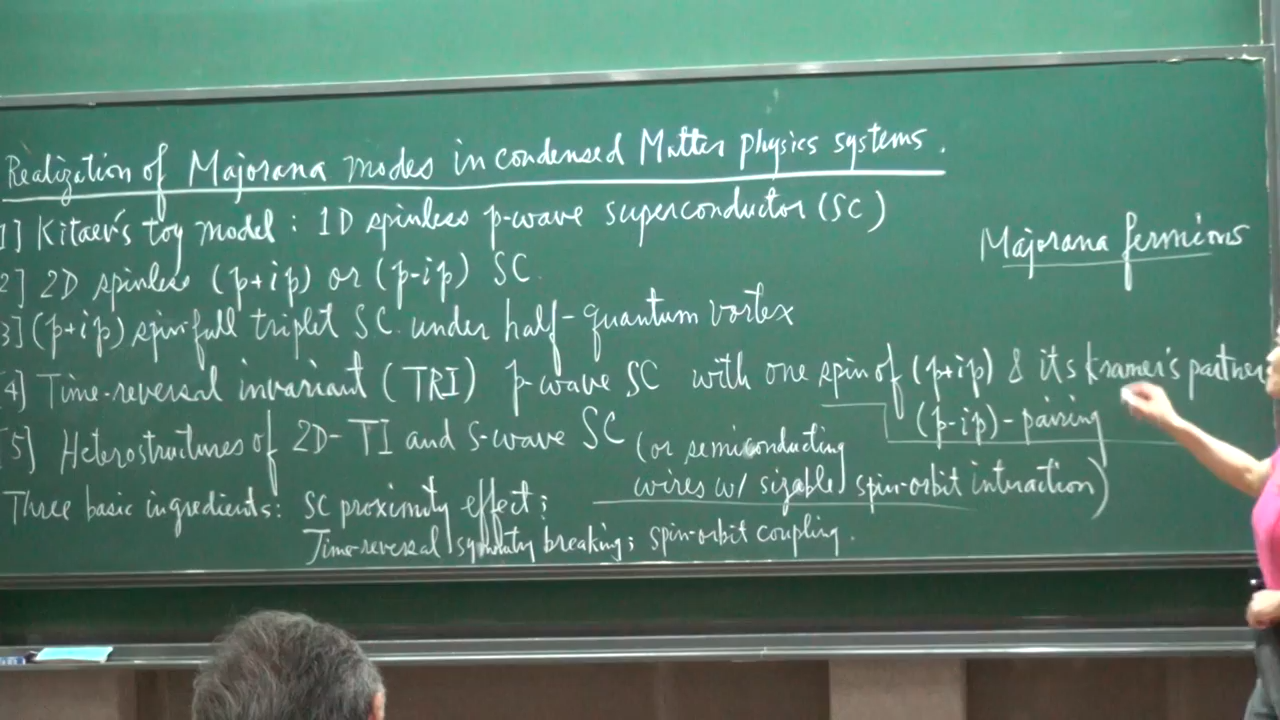 Realization of Majorana modes in condensed Matter physics systems.
1] Kitaev's toy model : 1D spinless p-wave superconductor (SC)
Majorana fermions
2] 2D spinless (p+ip) or (p-ip) SC.
3] (p+ip) spin-full triplet SC under half-quantum vortex
[4] Time-reversal invariant (TRI) p-wave SC with one spin of (p+ip) & its kramer's partner
(p-ip)-pairing
[5] Heterostructures of 2D-TI and S-wave SC (or semiconducting
wires w/ sizable spin-orbit interaction)
Three basic ingredients: SC proximity effect;
Time-reversal symmetry breaking; spin-orbit coupling.